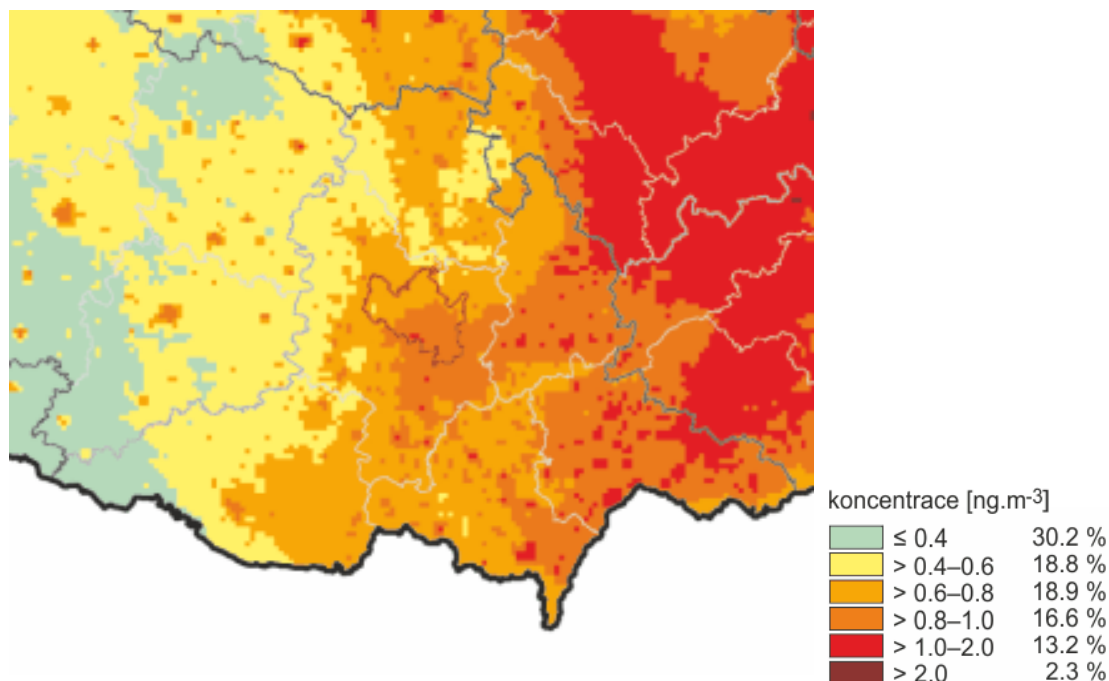 koncentrace [ng.m-3]
≤ 0.4 30.2 %
> 0.4–0.6 18.8 %
> 0.6–0.8 18.9 %
> 0.8–1.0 16.6 %
> 1.0–2.0 13.2 %
> 2.0 2.3 %